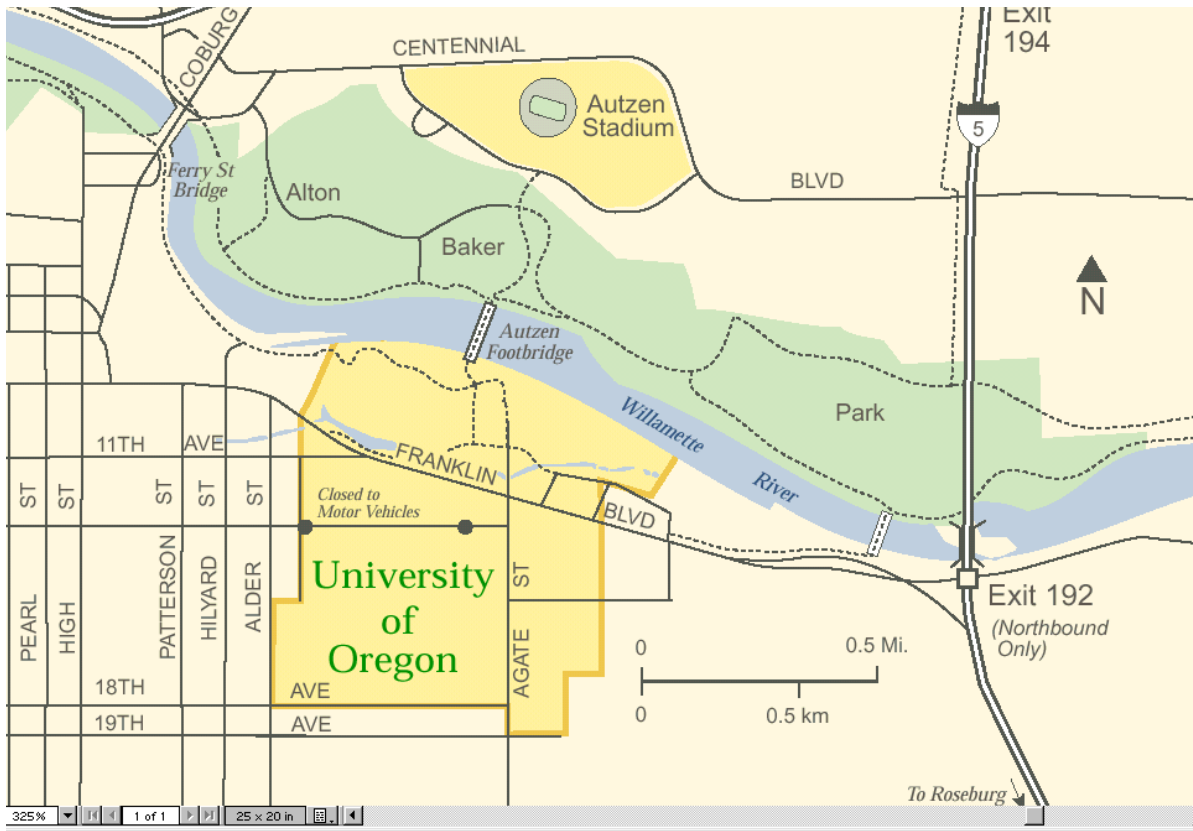 Exit
194
COBURG
CENTENNIAL
Autzen
Stadium
5
Ferry St
Bridge
Alton
BLVD
Baker
N
Autzen
Footbridge
Willamette
River
Park
11TH AVE
FRANKLIN
BLVD
Closed to
Motor Vehicles
PEARL ST
HIGH ST
PATTERSON ST
HILYARD ST
ALDER ST
AGATE ST
University
of
Oregon
Exit 192
(Northbound
Only)
0 0.5 Mi.
0 0.5 km
18TH AVE
19TH AVE
To Roseburg
325% 1 of 1 25 x 20 in